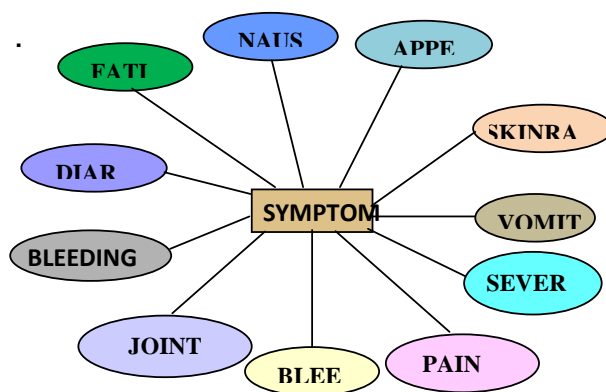 .
NAUS
APPE
FATI
SKINRA
DIAR
SYMPTOM
VOMIT
BLEEDING
SEVER
JOINT
PAIN
BLEE